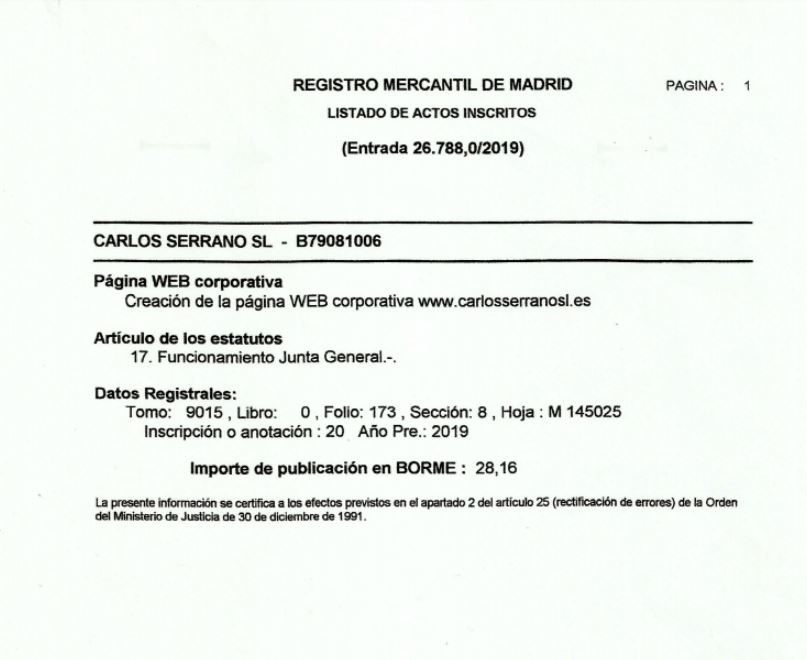 REGISTRO MERCANTIL DE MADRID PAGINA : 1
LISTADO DE ACTOS INSCRITOS
(Entrada 26.788,0/2019)
CARLOS SERRANO SL - B79081006
Página WEB corporativa
Creación de la página WEB corporativa www.carlosserranosl.es
Artículo de los estatutos
17. Funcionamiento Junta General.-.
Datos Registrales:
Tomo: 9015 , Libro: 0 , Folio: 173 , Sección: 8 , Hoja : M 145025
Inscripción o anotación : 20 Año Pre.: 2019
Importe de publicación en BORME : 28,16
La presente información se certifica a los efectos previstos en el apartado 2 del artículo 25 (rectificación de errores) de la Orden
del Ministerio de Justicia de 30 de diciembre de 1991.